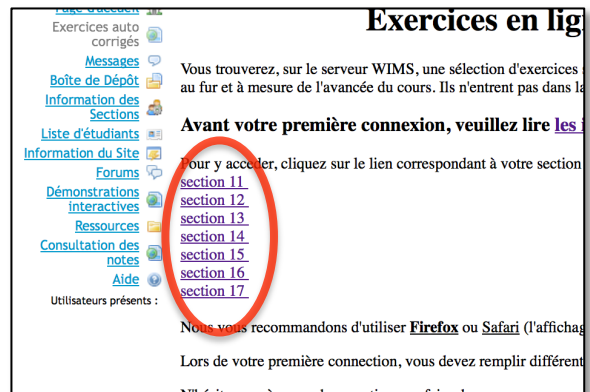 Page d'accueil
Exercices auto
corrigés
Messages
Boîte de Dépôt
Information des
Sections
Liste d'étudiants
Information du Site
Forums
Démonstrations
interactives
Ressources
Consultation des
notes
Aide
Utilisateurs présents :
Exercices en lig
Vous trouverez, sur le serveur WIMS, une sélection d'exercices
au fur et à mesure de l'avancée du cours. Ils n'entrent pas dans la
Avant votre première connexion, veuillez lire les i
Pour y acceder, cliquez sur le lien correspondant à votre section
section 11
section 12
section 13
section 14
section 15
section 16
section 17
Nous vous recommandons d'utiliser Firefox ou Safari (l'affichag
Lors de votre première connection, vous devez remplir différent